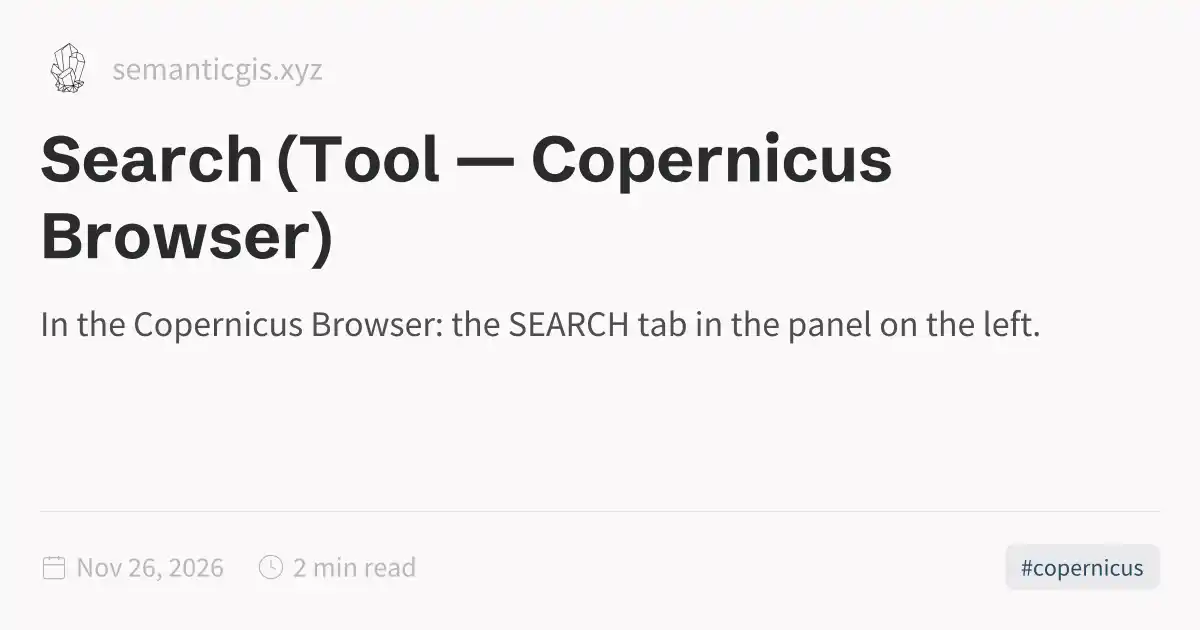 semanticgis.xyz
Search (Tool — Copernicus
Browser)
In the Copernicus Browser: the SEARCH tab in the panel on the left.
Nov 26, 2026 2 min read #copernicus